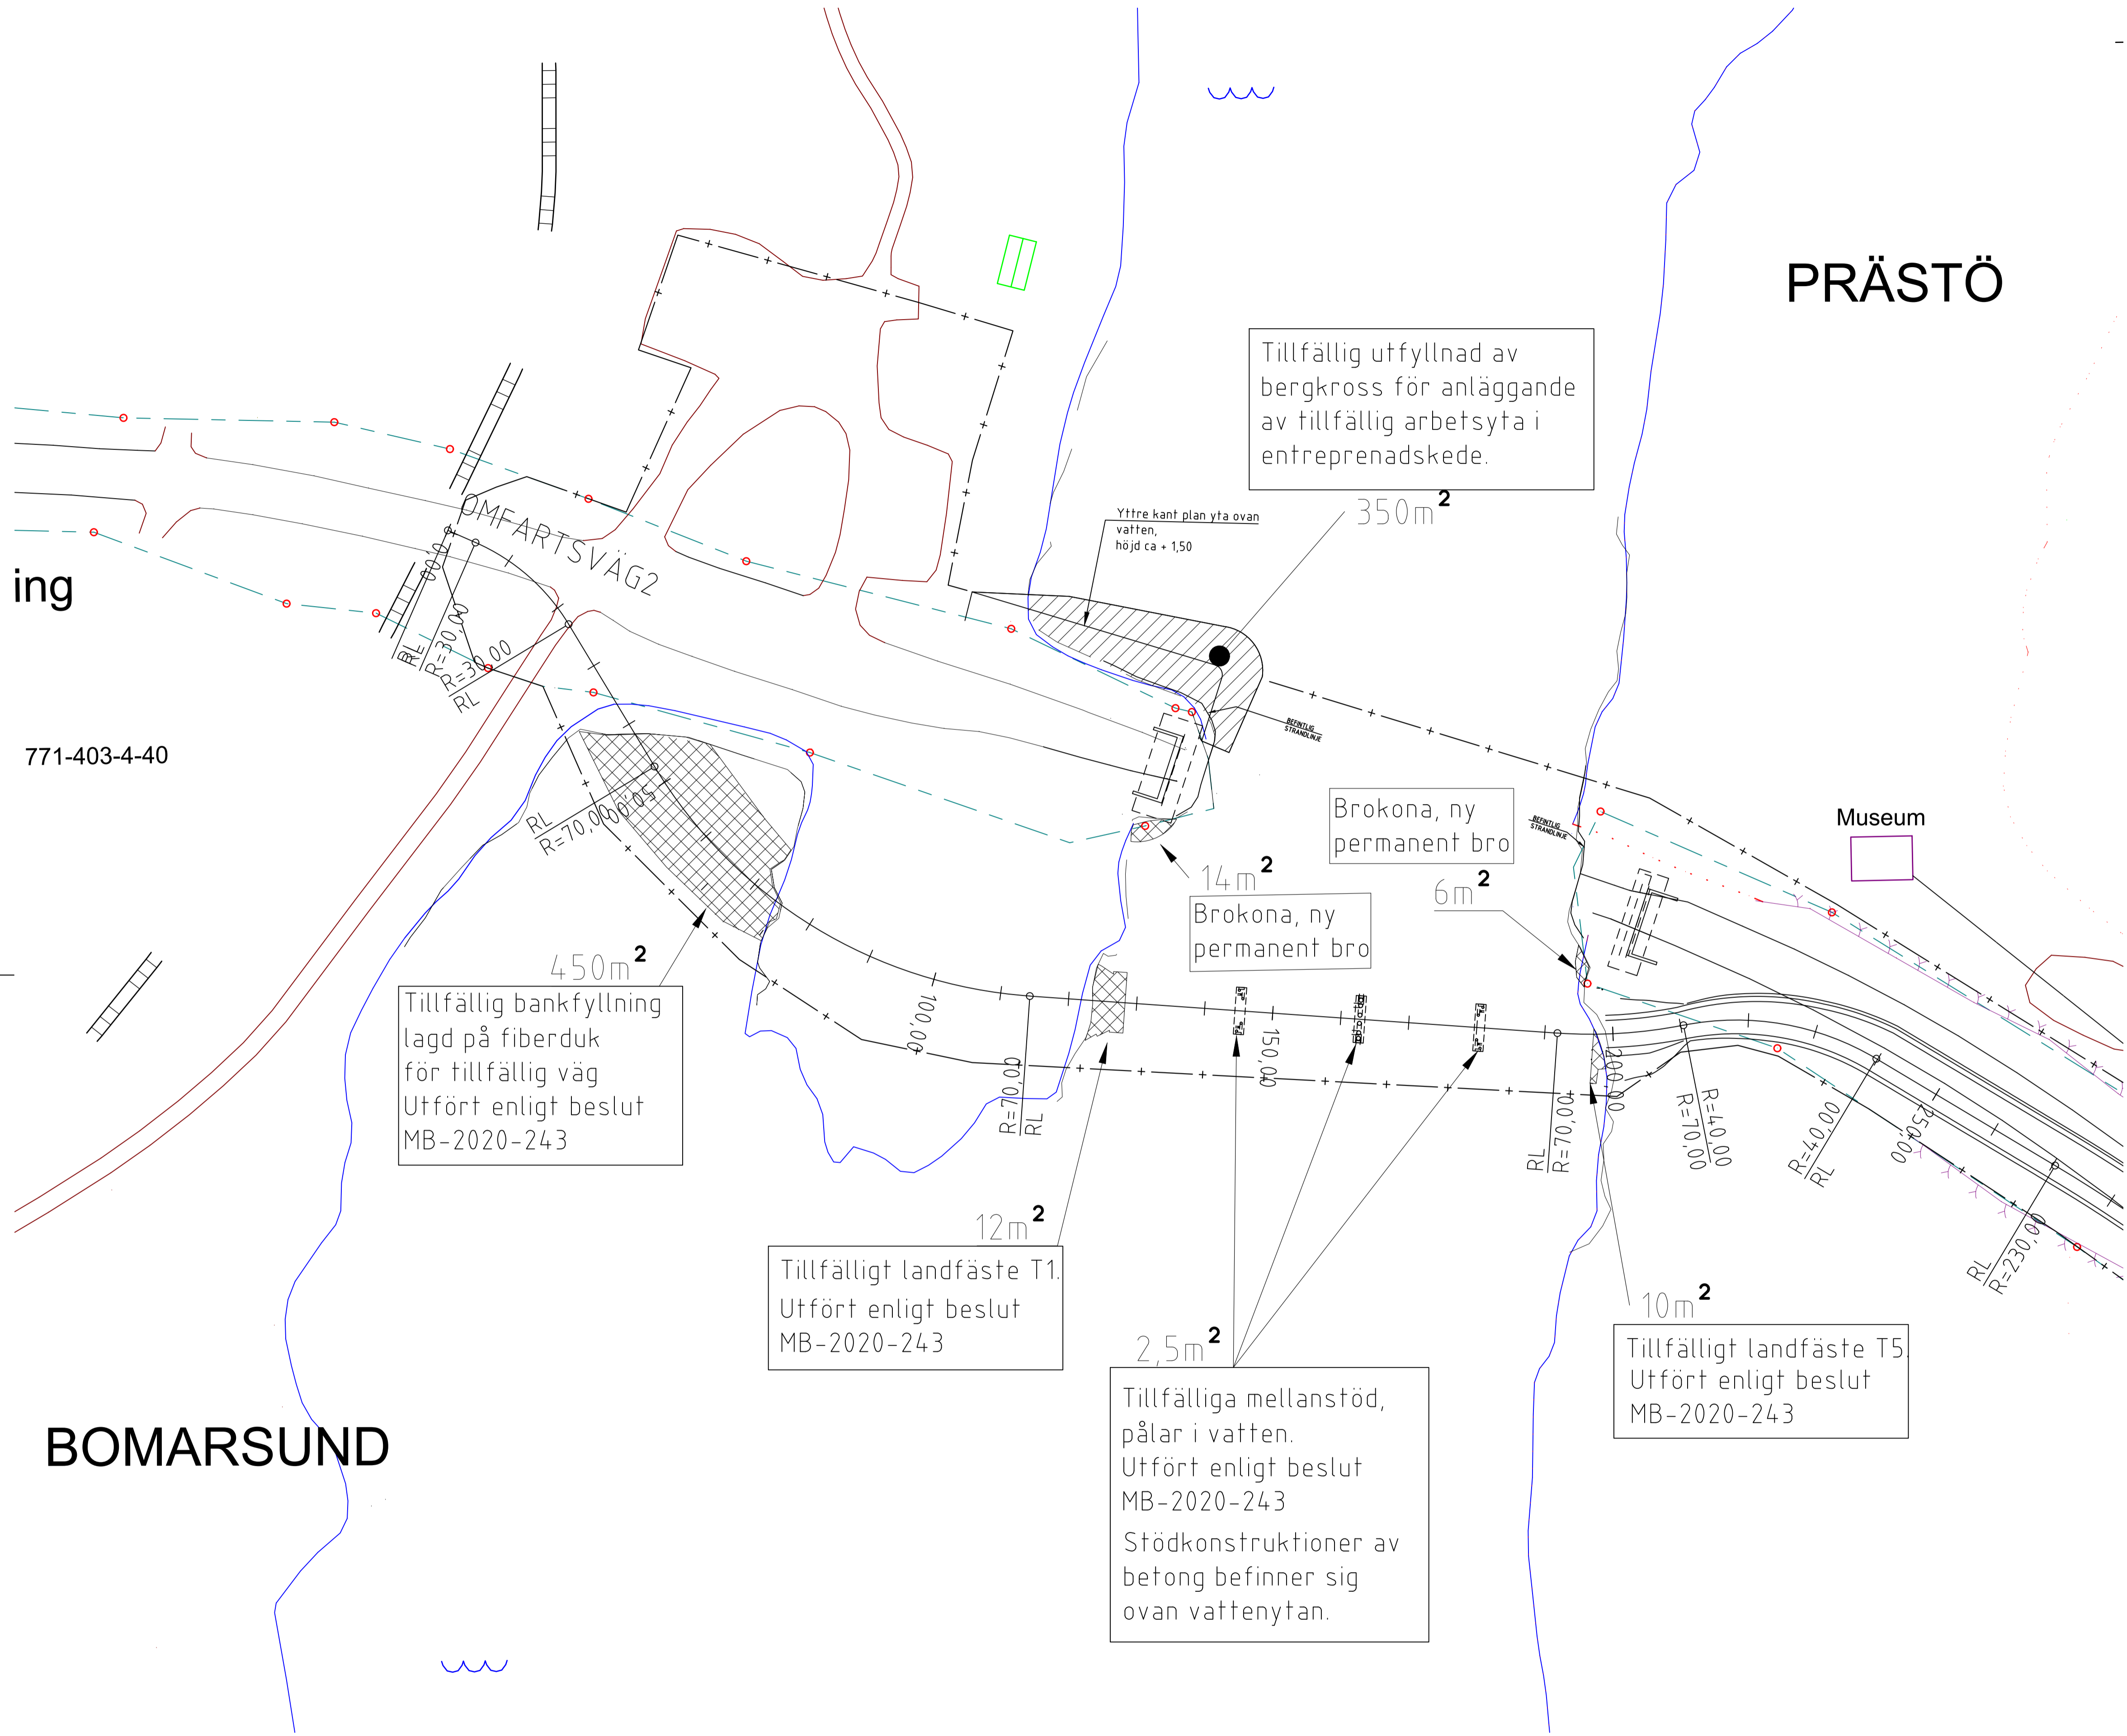 PRÄSTÖ
Tillfällig utfyllnad av
bergkross för anläggande
av tillfällig arbetsyta i
entreprenadskede.
350m²
Yttre kant plan yta ovan
vatten,
höjd ca + 1,50
OMFARTSVÄG2
ing
000
RL
R=30,00
R=30,00
RL
771-403-4-40
BEFINTLIG
STRANDLINJE
RL
R=70,00
50,00
Brokona, ny
permanent bro
6m²
BEFINTLIG
STRANDLINJE
Museum
14m²
Brokona, ny
permanent bro
450m²
Tillfällig bankfyllning
lagd på fiberduk
för tillfällig väg
Utfört enligt beslut
MB-2020-243
100,00
R=70,00
RL
150,00
RL
R=70,00
200,00
R=40,00
R=70,00
R=40,00
RL
250,00
RL
R=230,00
12m²
Tillfälligt landfäste T1.
Utfört enligt beslut
MB-2020-243
2,5m²
Tillfälliga mellanstöd,
pålar i vatten.
Utfört enligt beslut
MB-2020-243
Stödkonstruktioner av
betong befinner sig
ovan vattenytan.
10m²
Tillfälligt landfäste T5.
Utfört enligt beslut
MB-2020-243
BOMARSUND